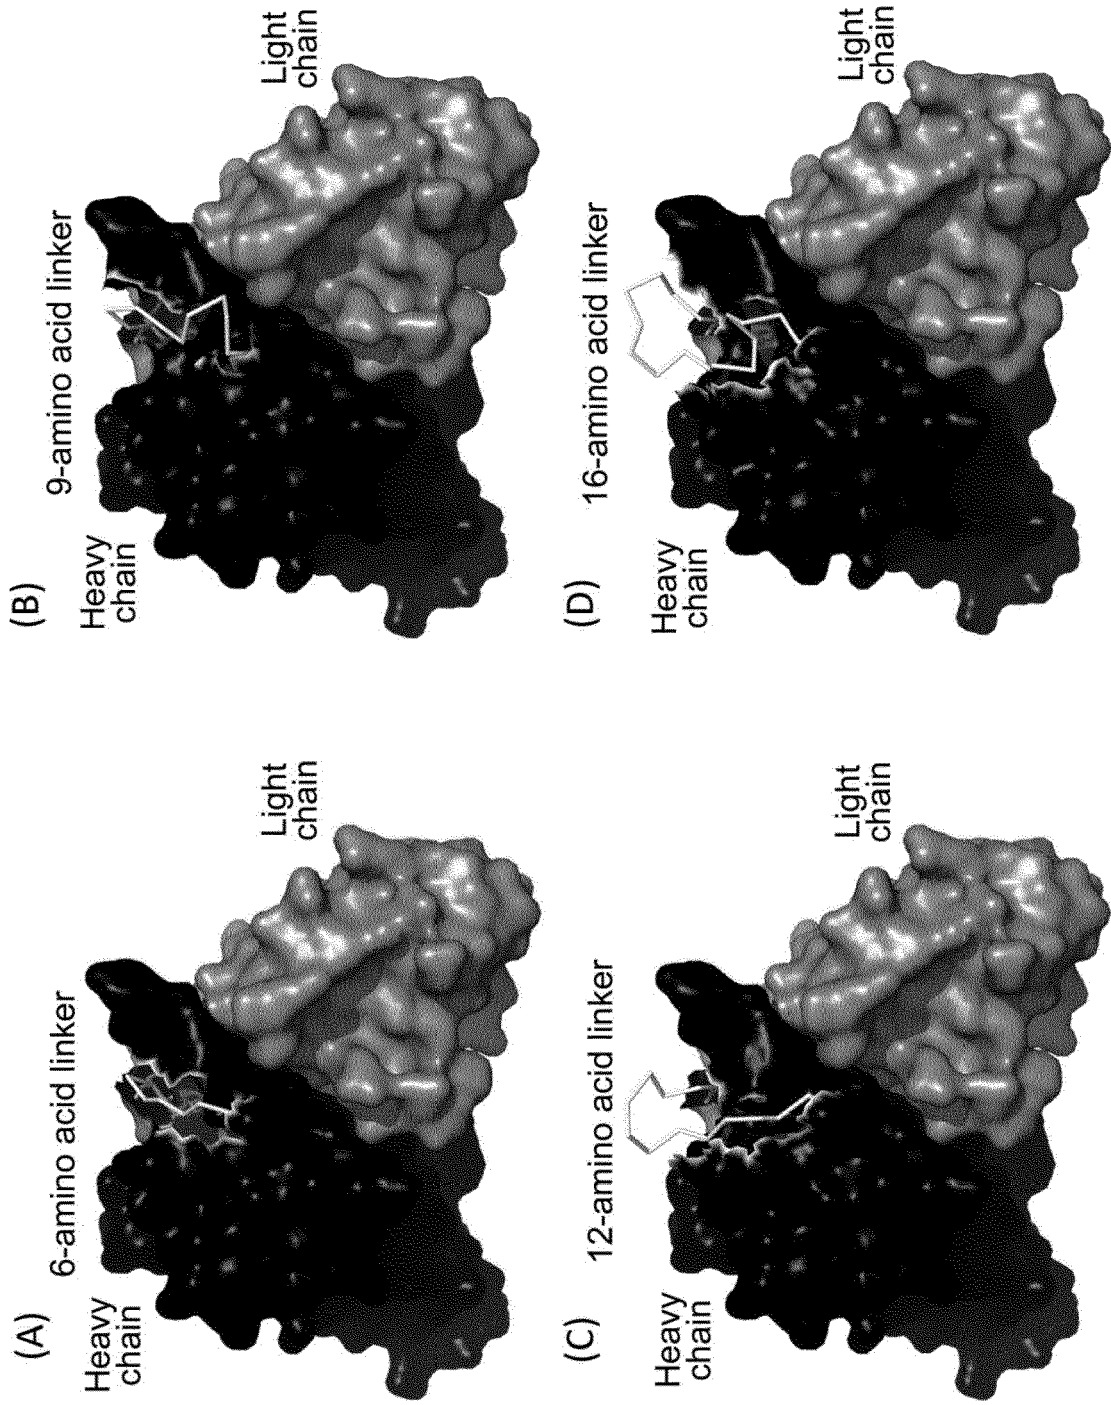 (A)
6-amino acid linker
Heavy
chain
Light
chain
(B)
9-amino acid linker
Heavy
chain
Light
chain
(C)
12-amino acid linker
Heavy
chain
Light
chain
(D)
16-amino acid linker
Heavy
chain
Light
chain